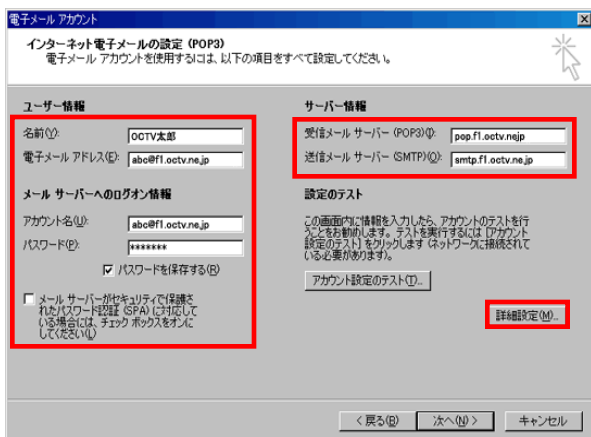 電子メール アカウント
インターネット電子メールの設定 (POP3)
電子メール アカウントを使用するには、以下の項目をすべて設定してください。
ユーザー情報
名前(Y):
OCTV太郎
電子メール アドレス(E):
abc@f1.octv.ne.jp
メール サーバーへのログオン情報
アカウント名(U):
abc@f1.octv.ne.jp
パスワード(P):
*******
パスワードを保存する(R)
メール サーバーがセキュリティで保護さ
れたパスワード認証 (SPA) に対応して
いる場合には、チェック ボックスをオンに
してください(L)
サーバー情報
受信メール サーバー (POP3)(I):
pop.f1.octv.ne.jp
送信メール サーバー (SMTP)(O):
smtp.f1.octv.ne.jp
設定のテスト
この画面内に情報を入力したら、アカウントのテストを行
うことをお勧めします。テストを実行するには [アカウント
設定のテスト] をクリックします (ネットワークに接続されて
いる必要があります)。
アカウント設定のテスト(T)...
詳細設定(M)...
< 戻る(B)
次へ(N) >
キャンセル